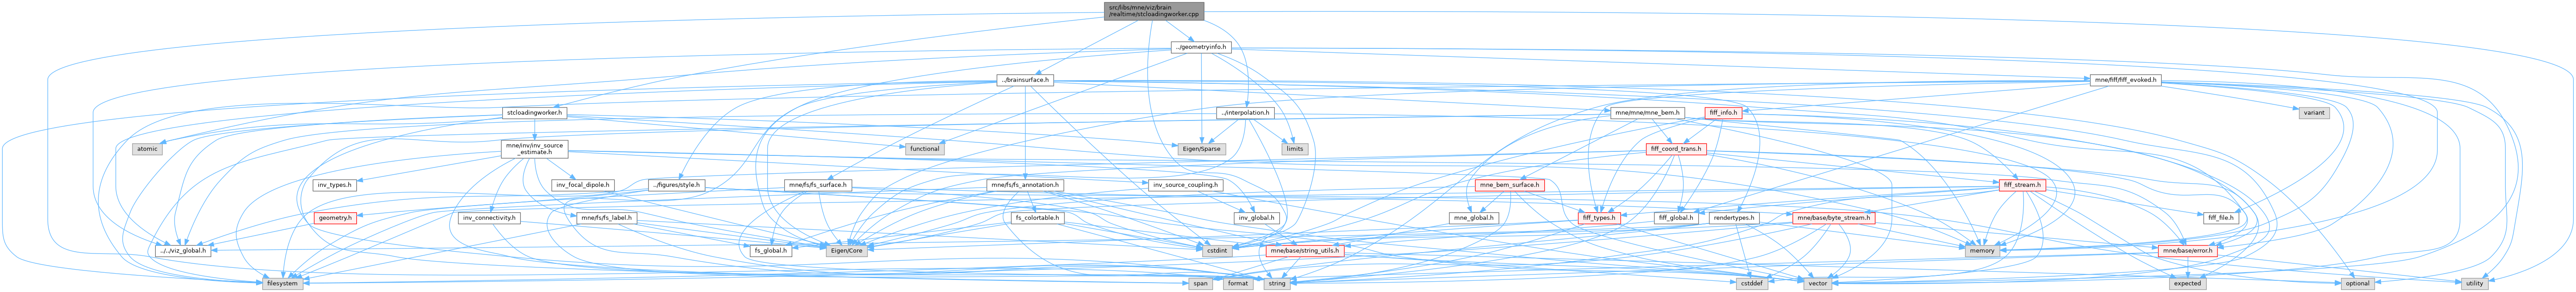 src/libs/mne/viz/brain
/realtime/stcloadingworker.cpp
../geometryinfo.h
../brainsurface.h
mne/fiff/fiff_evoked.h
stcloadingworker.h
../interpolation.h
mne/mne/mne_bem.h
fiff_info.h
variant
atomic
mne/inv/inv_source
_estimate.h
functional
Eigen/Sparse
limits
fiff_coord_trans.h
inv_types.h
inv_focal_dipole.h
../figures/style.h
mne/fs/fs_surface.h
mne/fs/fs_annotation.h
inv_source_coupling.h
mne_bem_surface.h
fiff_stream.h
geometry.h
inv_connectivity.h
mne/fs/fs_label.h
fs_colortable.h
inv_global.h
mne_global.h
fiff_types.h
fiff_global.h
rendertypes.h
mne/base/byte_stream.h
fiff_file.h
../../viz_global.h
fs_global.h
Eigen/Core
cstdint
mne/base/string_utils.h
memory
mne/base/error.h
filesystem
span
format
string
cstddef
vector
expected
optional
utility